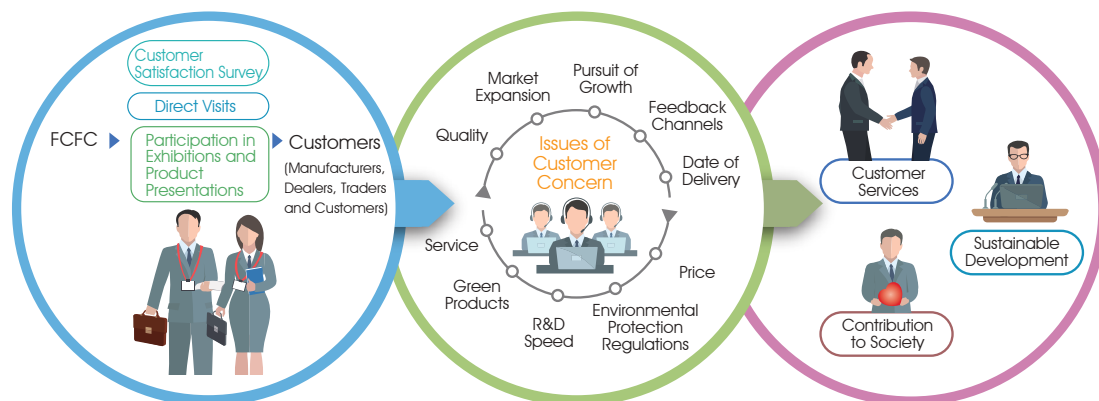 Customer
Satisfaction Survey
Direct Visits
FCFC
Participation in
Exhibitions and
Product
Presentations
Customers
(Manufacturers,
Dealers, Traders
and Customers)
Issues of
Customer
Concern
Market
Expansion
Pursuit of
Growth
Feedback
Channels
Date of
Delivery
Price
Environmental
Protection
Regulations
R&D
Speed
Green
Products
Service
Quality
Customer
Services
Sustainable
Development
Contribution
to Society